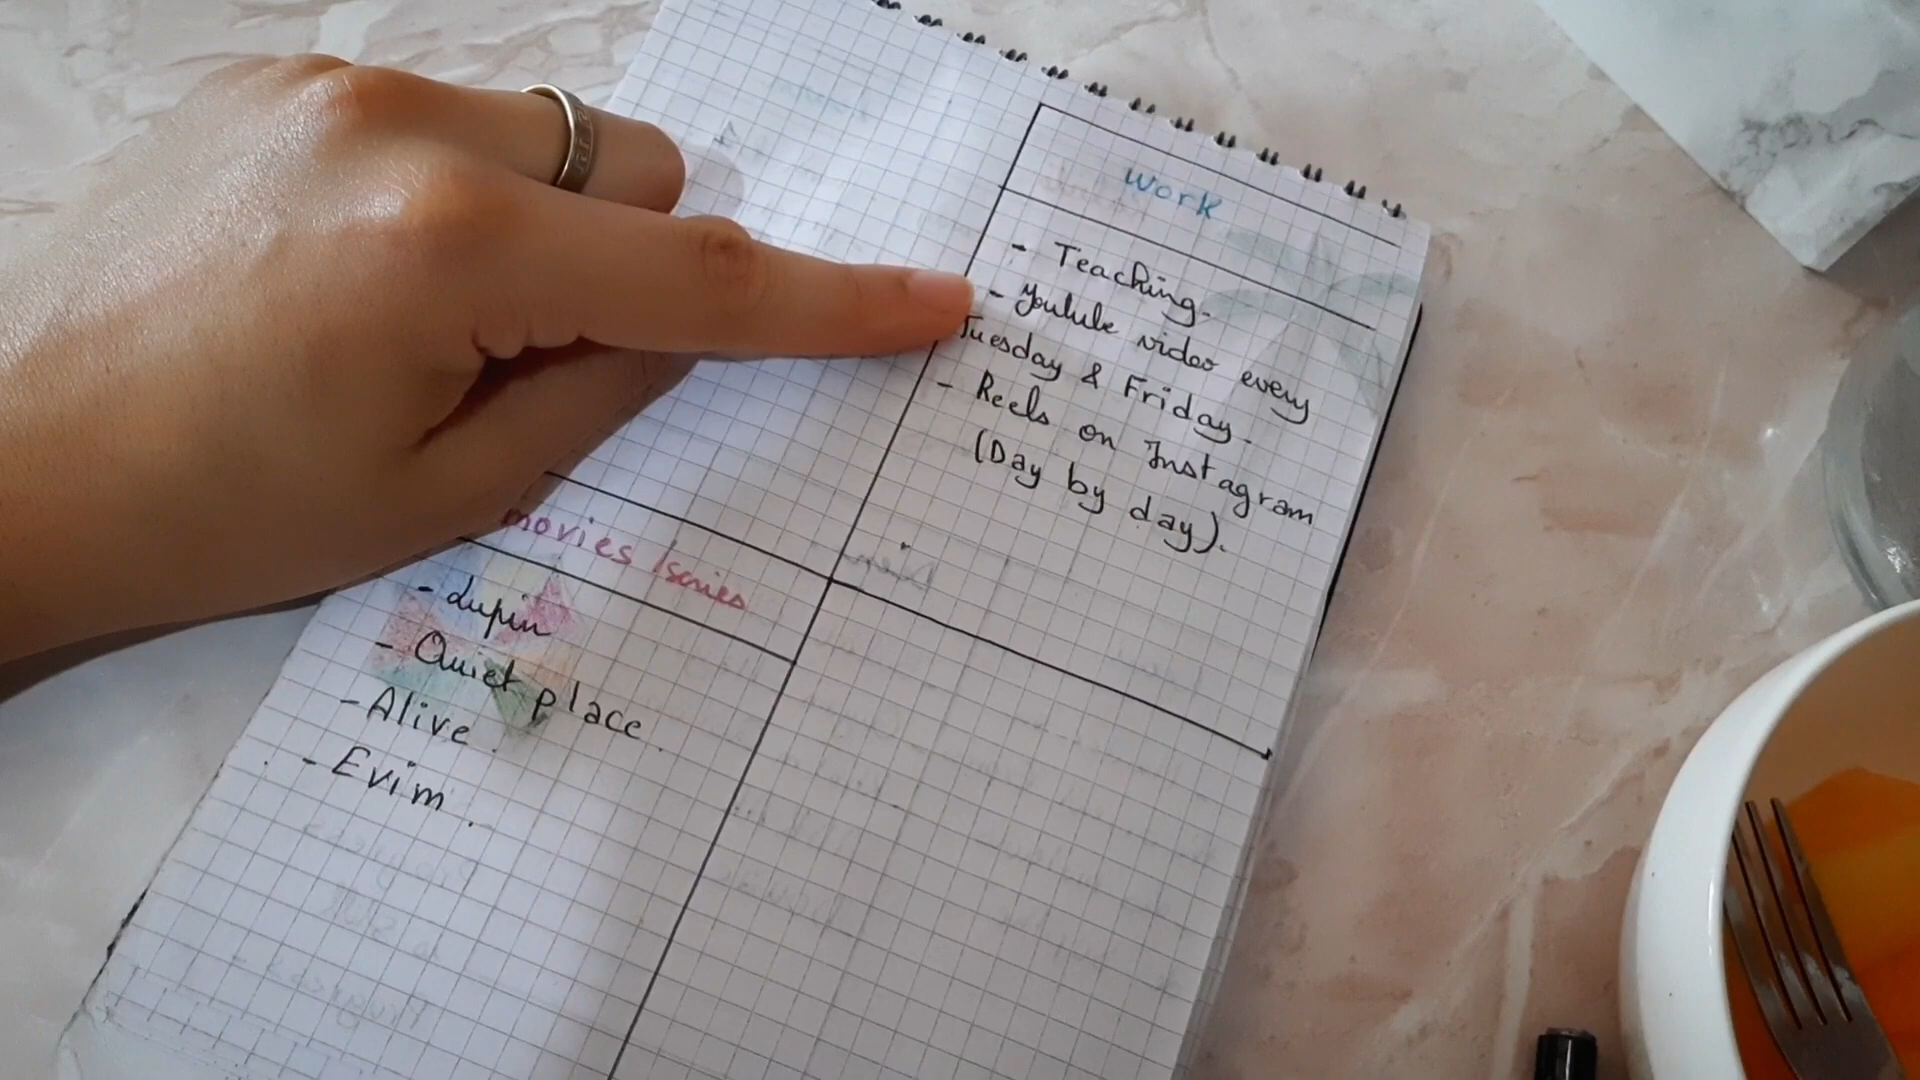 Work
- Teaching.
- Youtube video every
Tuesday & Friday.
- Reels on Instagram
(Day by day).
movies / series
- Lupin
- Quiet place.
- Alive.
- Evim.